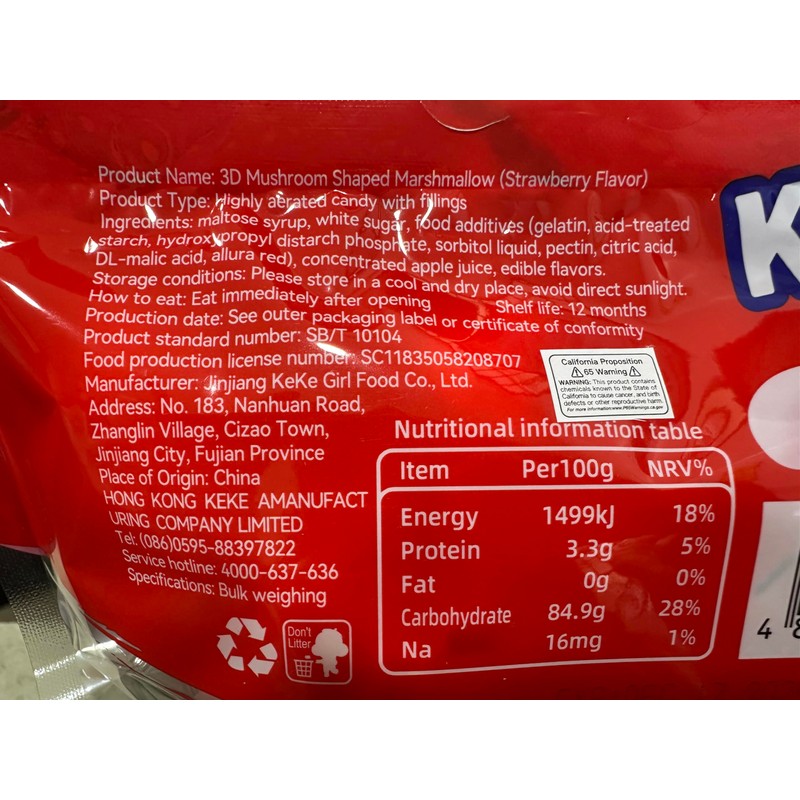 Product Name: 3D Mushroom Shaped Marshmallow (Strawberry Flavor)
Product Type: Highly aerated candy with fillings
Ingredients: maltose syrup, white sugar, food additives (gelatin, acid-treated
starch, hydroxypropyl distarch phosphate, sorbitol liquid, pectin, citric acid,
DL-malic acid, allura red), concentrated apple juice, edible flavors.
Storage conditions: Please store in a cool and dry place, avoid direct sunlight.
How to eat: Eat immediately after opening Shelf life: 12 months
Production date: See outer packaging label or certificate of conformity
Product standard number: SB/T 10104
Food production license number: SC11835058208707
Manufacturer: Jinjiang KeKe Girl Food Co., Ltd.
Address: No. 183, Nanhuan Road,
Zhanglin Village, Cizao Town,
Jinjiang City, Fujian Province
Place of Origin: China
HONG KONG KEKE AMANUFACT
URING COMPANY LIMITED
Tel: (086)0595-88397822
Service hotline: 4000-637-636
Specifications: Bulk weighing
Don't
Litter
California Proposition
65 Warning
WARNING: This product contains
chemicals known to the State of
California to cause cancer, and birth
defects or other reproductive harm.
For more information:www.P65Warnings.ca.gov
Nutritional information table
Item Per100g NRV%
Energy 1499kJ 18%
Protein 3.3g 5%
Fat 0g 0%
Carbohydrate 84.9g 28%
Na 16mg 1%
K
4 8